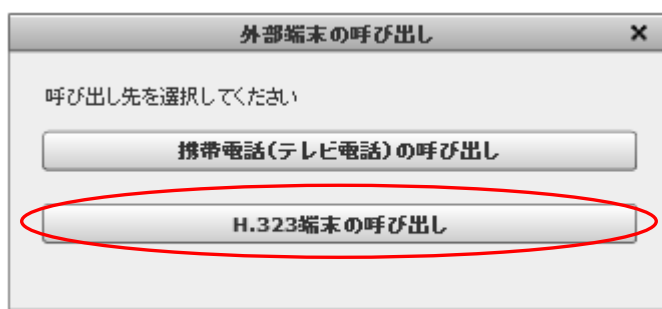 外部端末の呼び出し
呼び出し先を選択してください
携帯電話(テレビ電話)の呼び出し
H.323端末の呼び出し